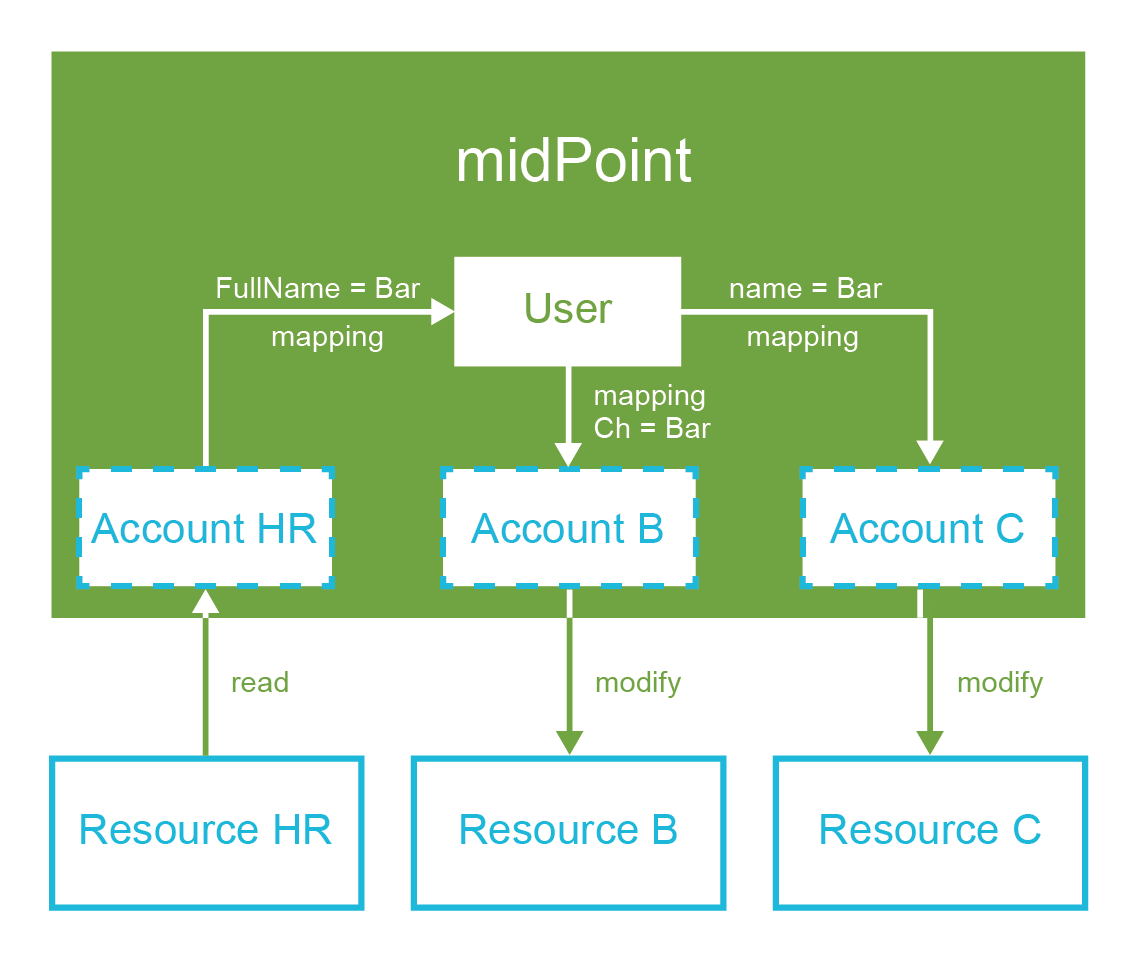 midPoint
FullName = Bar
mapping
User
name = Bar
mapping
mapping
Ch = Bar
Account HR
Account B
Account C
read
modify
modify
Resource HR
Resource B
Resource C